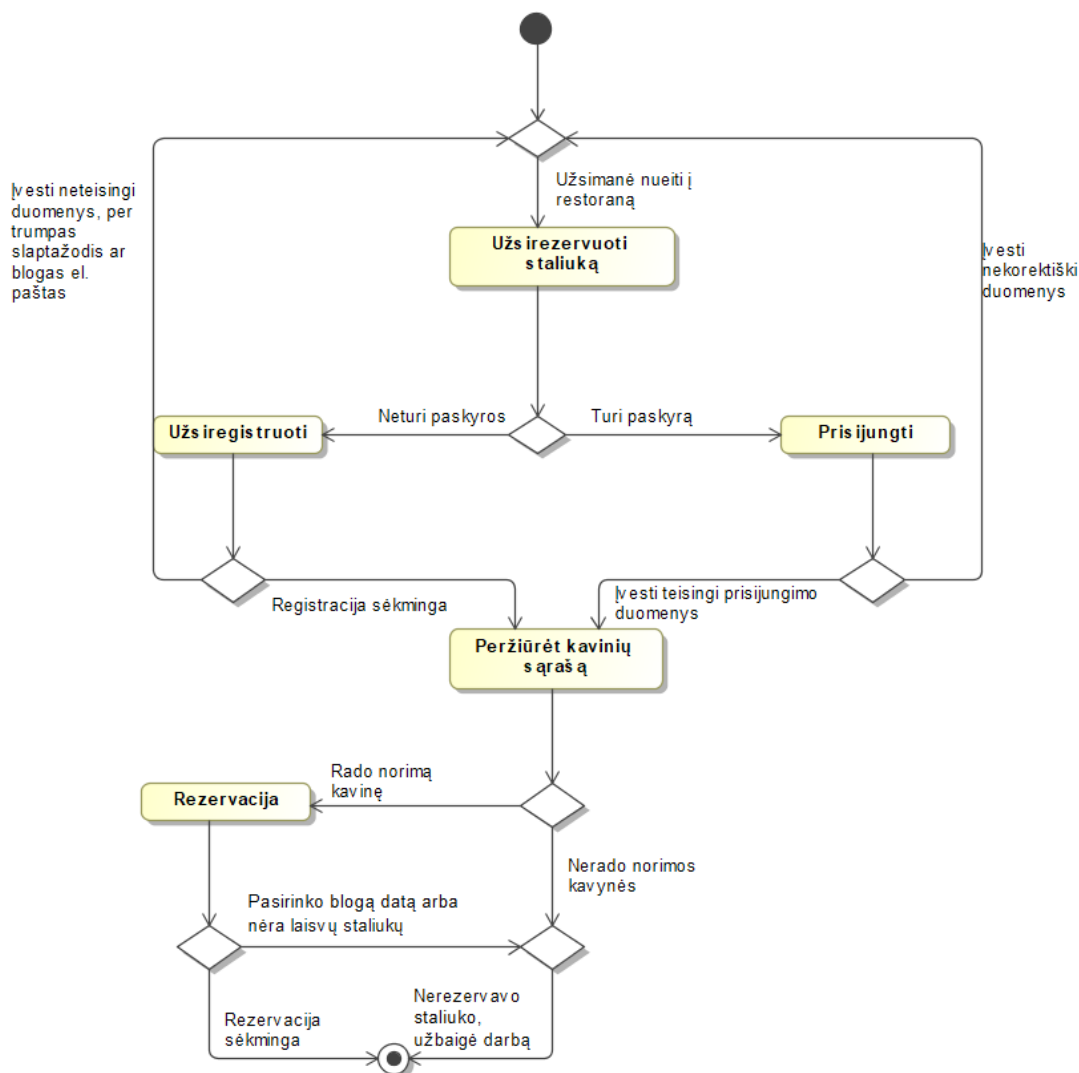 Užsimanė nueiti į
restoraną
Įvesti neteisingi
duomenys, per
trumpas
slaptažodis ar
blogas el.
paštas
Užsirezervuoti
staliuką
Įvesti
nekorektiški
duomenys
Neturi paskyros
Turi paskyrą
Užsiregistruoti
Prisijungti
Registracija sėkminga
Įvesti teisingi prisijungimo
duomenys
Peržiūrėt kavinių
sąrašą
Rado norimą
kavinę
Rezervacija
Nerado norimos
kavynės
Pasirinko blogą datą arba
nėra laisvų staliukų
Rezervacija
sėkminga
Nerezervavo
staliuko,
užbaigė darbą